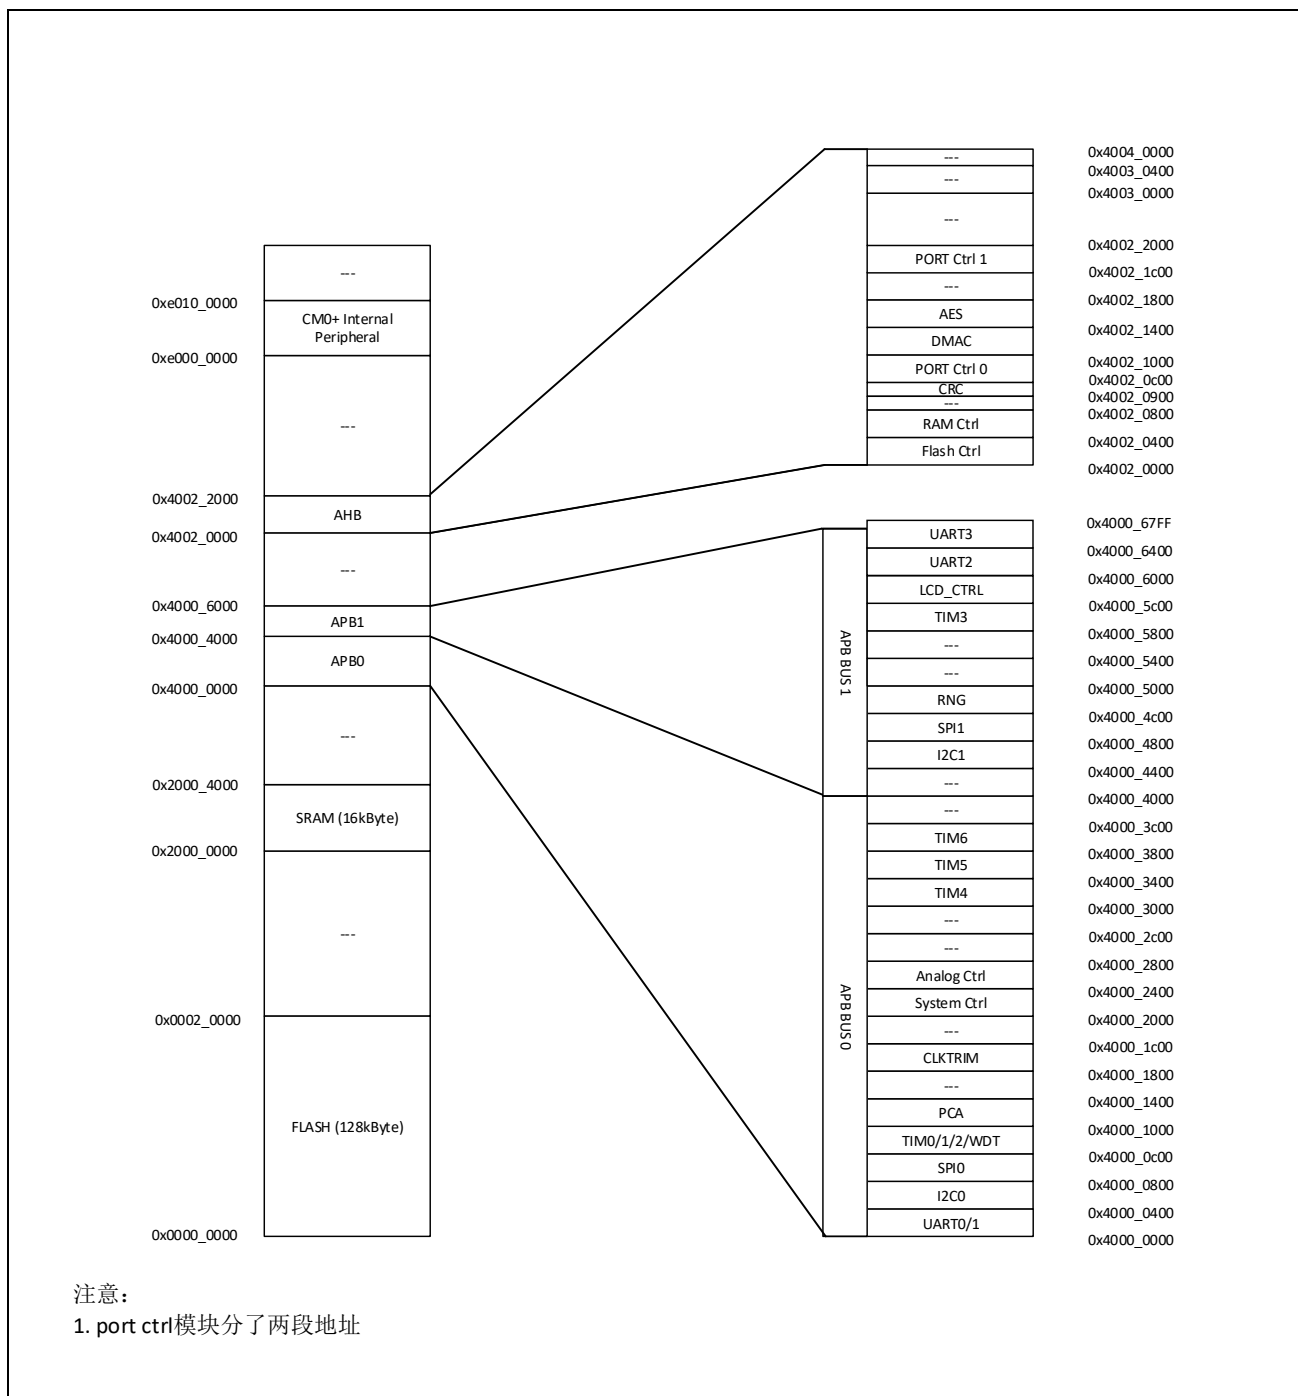 ---
0xe010_0000
CM0+ Internal
Peripheral
0xe000_0000
---
0x4002_2000
AHB
0x4002_0000
---
0x4000_6000
APB1
0x4000_4000
APB0
0x4000_0000
---
0x2000_4000
SRAM (16kByte)
0x2000_0000
---
0x0002_0000
FLASH (128kByte)
0x0000_0000
0x4004_0000
---
0x4003_0400
---
0x4003_0000
---
0x4002_2000
PORT Ctrl 1
0x4002_1c00
---
0x4002_1800
AES
0x4002_1400
DMAC
0x4002_1000
PORT Ctrl 0
0x4002_0c00
CRC
0x4002_0900
---
0x4002_0800
RAM Ctrl
0x4002_0400
Flash Ctrl
0x4002_0000
APB BUS 1
0x4000_67FF
UART3
0x4000_6400
UART2
0x4000_6000
LCD_CTRL
0x4000_5c00
TIM3
0x4000_5800
---
0x4000_5400
---
0x4000_5000
RNG
0x4000_4c00
SPI1
0x4000_4800
I2C1
0x4000_4400
---
0x4000_4000
APB BUS 0
---
0x4000_3c00
TIM6
0x4000_3800
TIM5
0x4000_3400
TIM4
0x4000_3000
---
0x4000_2c00
---
0x4000_2800
Analog Ctrl
0x4000_2400
System Ctrl
0x4000_2000
---
0x4000_1c00
CLKTRIM
0x4000_1800
---
0x4000_1400
PCA
0x4000_1000
TIM0/1/2/WDT
0x4000_0c00
SPI0
0x4000_0800
I2C0
0x4000_0400
UART0/1
0x4000_0000
注意：
1. port ctrl模块分了两段地址